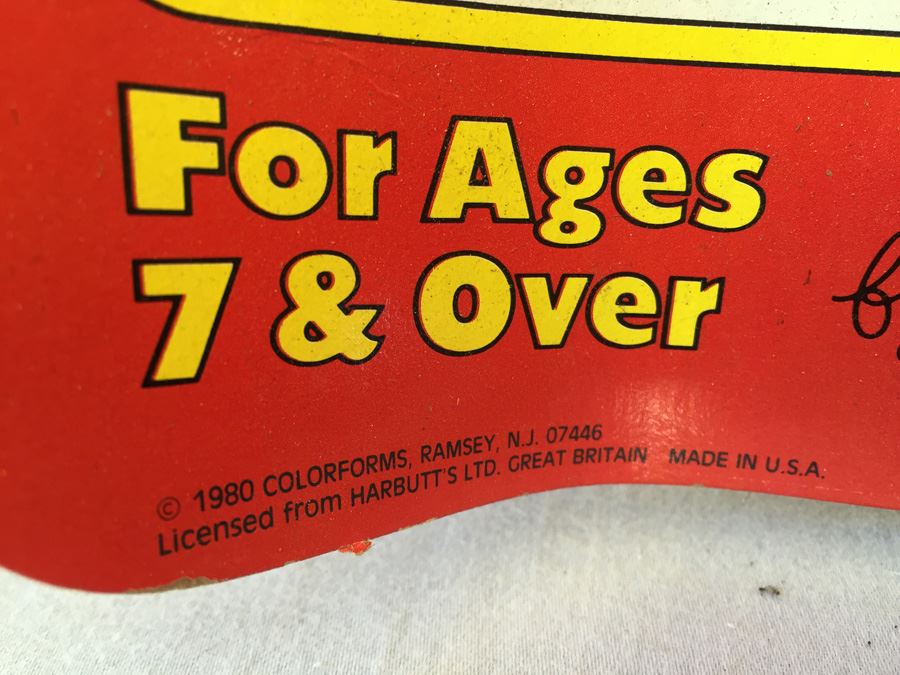 For Ages
7 & Over
© 1980 COLORFORMS, RAMSEY, N.J. 07446
Licensed from HARBUTT'S LTD. GREAT BRITAIN MADE IN U.S.A.